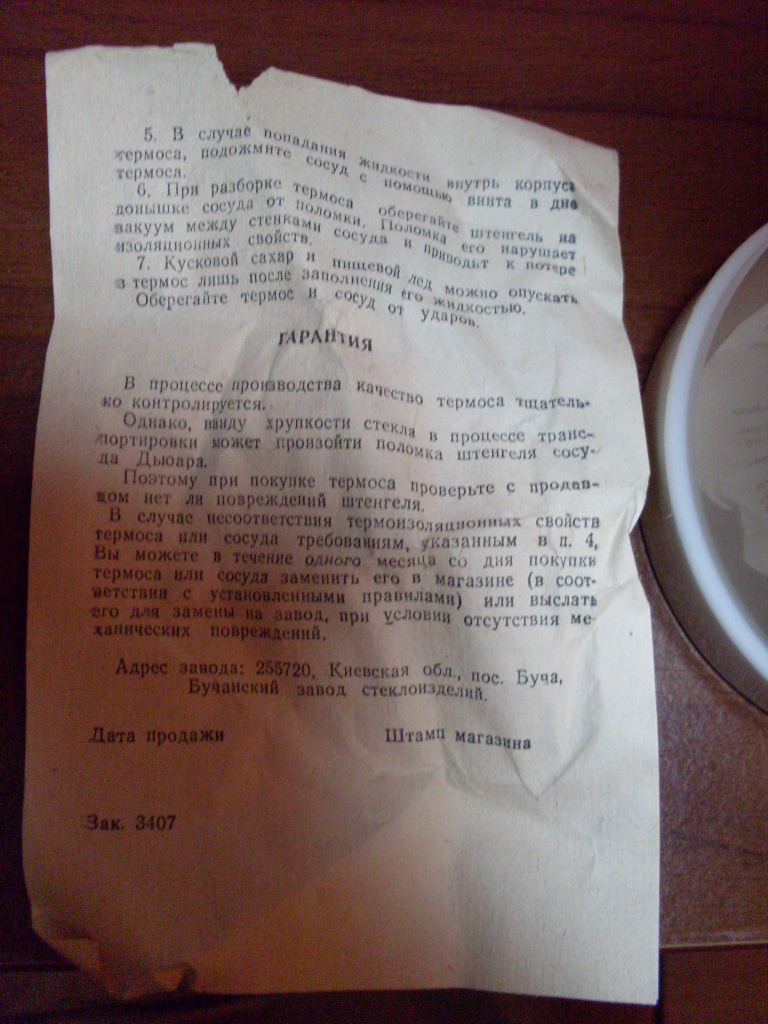 5. В случае попадания жидкости внутрь корпуса
термоса, подожмите сосуд с помощью винта в дне
термоса.
6. При разборке термоса оберегайте штенгель на
донышке сосуда от поломки. Поломка его нарушает
вакуум между стенками сосуда и приводит к потере
изоляционных свойств.
7. Кусковой сахар и пищевой лед можно опускать
в термос лишь после заполнения его жидкостью.
Оберегайте термос и сосуд от ударов.
ГАРАНТИЯ
В процессе производства качество термоса тщатель-
но контролируется.
Однако, ввиду хрупкости стекла в процессе транс-
портировки может произойти поломка штенгеля сосу-
да Дьюара.
Поэтому при покупке термоса проверьте с продав-
цом нет ли повреждений штенгеля.
В случае несоответствия термоизоляционных свойств
термоса или сосуда требованиям, указанным в п. 4,
Вы можете в течение одного месяца со дня покупки
термоса или сосуда заменить его в магазине (в соот-
ветствии с установленными правилами) или выслать
его для замены на завод, при условии отсутствия ме-
ханических повреждений.
Адрес завода: 255720, Киевская обл., пос. Буча,
Бучанский завод стеклоизделий.
Дата продажи Штамп магазина
Зак. 3407